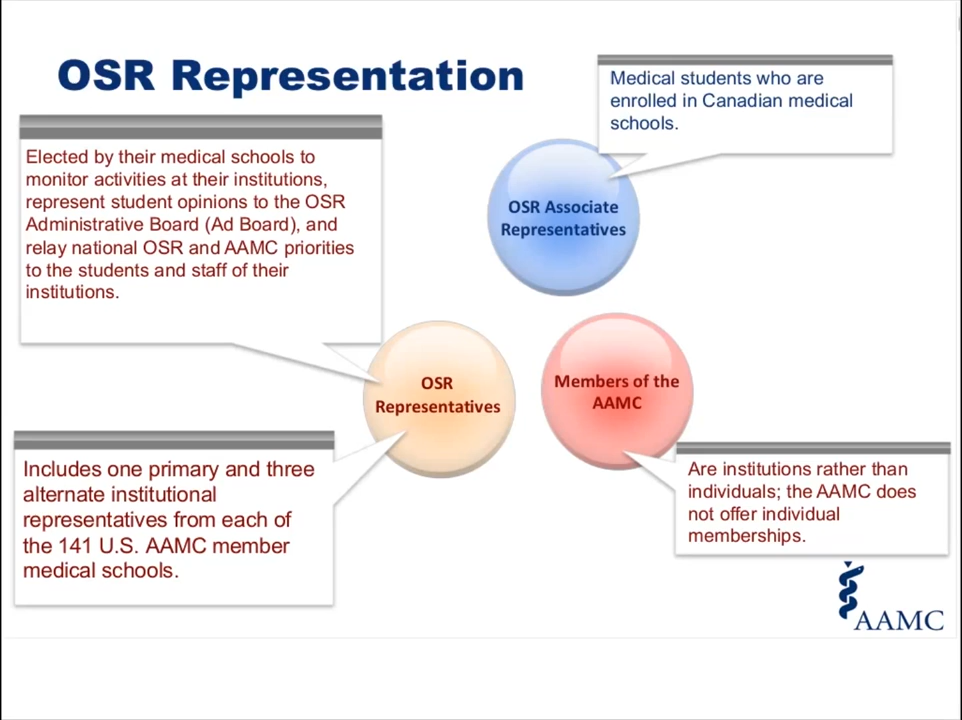 OSR Representation
Medical students who are
enrolled in Canadian medical
schools.
Elected by their medical schools to
monitor activities at their institutions,
represent student opinions to the OSR
Administrative Board (Ad Board), and
relay national OSR and AAMC priorities
to the students and staff of their
institutions.
OSR Associate
Representatives
OSR
Representatives
Members of the
AAMC
Includes one primary and three
alternate institutional
representatives from each of
the 141 U.S. AAMC member
medical schools.
Are institutions rather than
individuals; the AAMC does
not offer individual
memberships.
AAMC